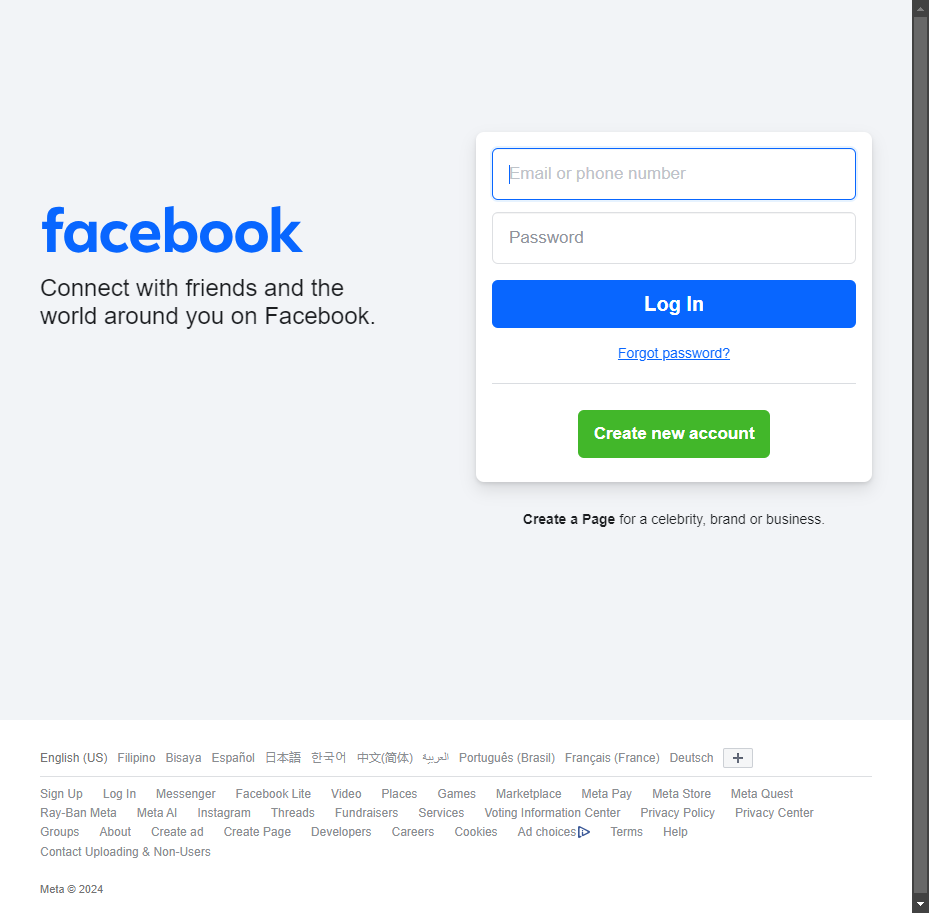 facebook
Connect with friends and the
world around you on Facebook.
Email or phone number
Password
Log In
Forgot password?
Create new account
Create a Page for a celebrity, brand or business.
English (US) Filipino Bisaya Español 日本語 한국어 中文(简体) العربية Português (Brasil) Français (France) Deutsch
Sign Up Log In Messenger Facebook Lite Video Places Games Marketplace Meta Pay Meta Store Meta Quest
Ray-Ban Meta Meta AI Instagram Threads Fundraisers Services Voting Information Center Privacy Policy Privacy Center
Groups About Create ad Create Page Developers Careers Cookies Ad choices Terms Help
Contact Uploading & Non-Users
Meta © 2024